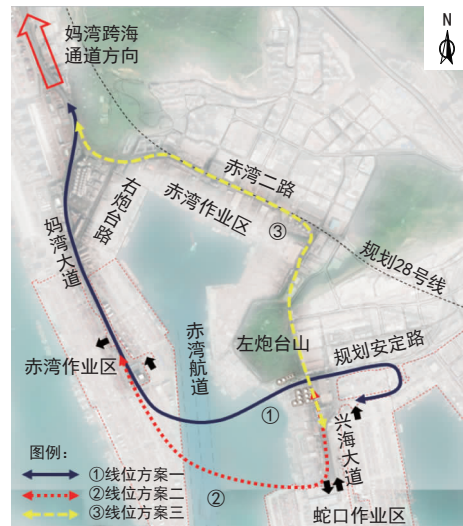 妈湾跨海
通道方向
N
赤湾二路
右炮台路
赤湾作业区
③
妈湾大道
规划28号线
赤湾航道
左炮台山
规划安定路
赤湾作业区
①
兴海大道
图例：
①线位方案一
②线位方案二
③线位方案三
②
蛇口作业区